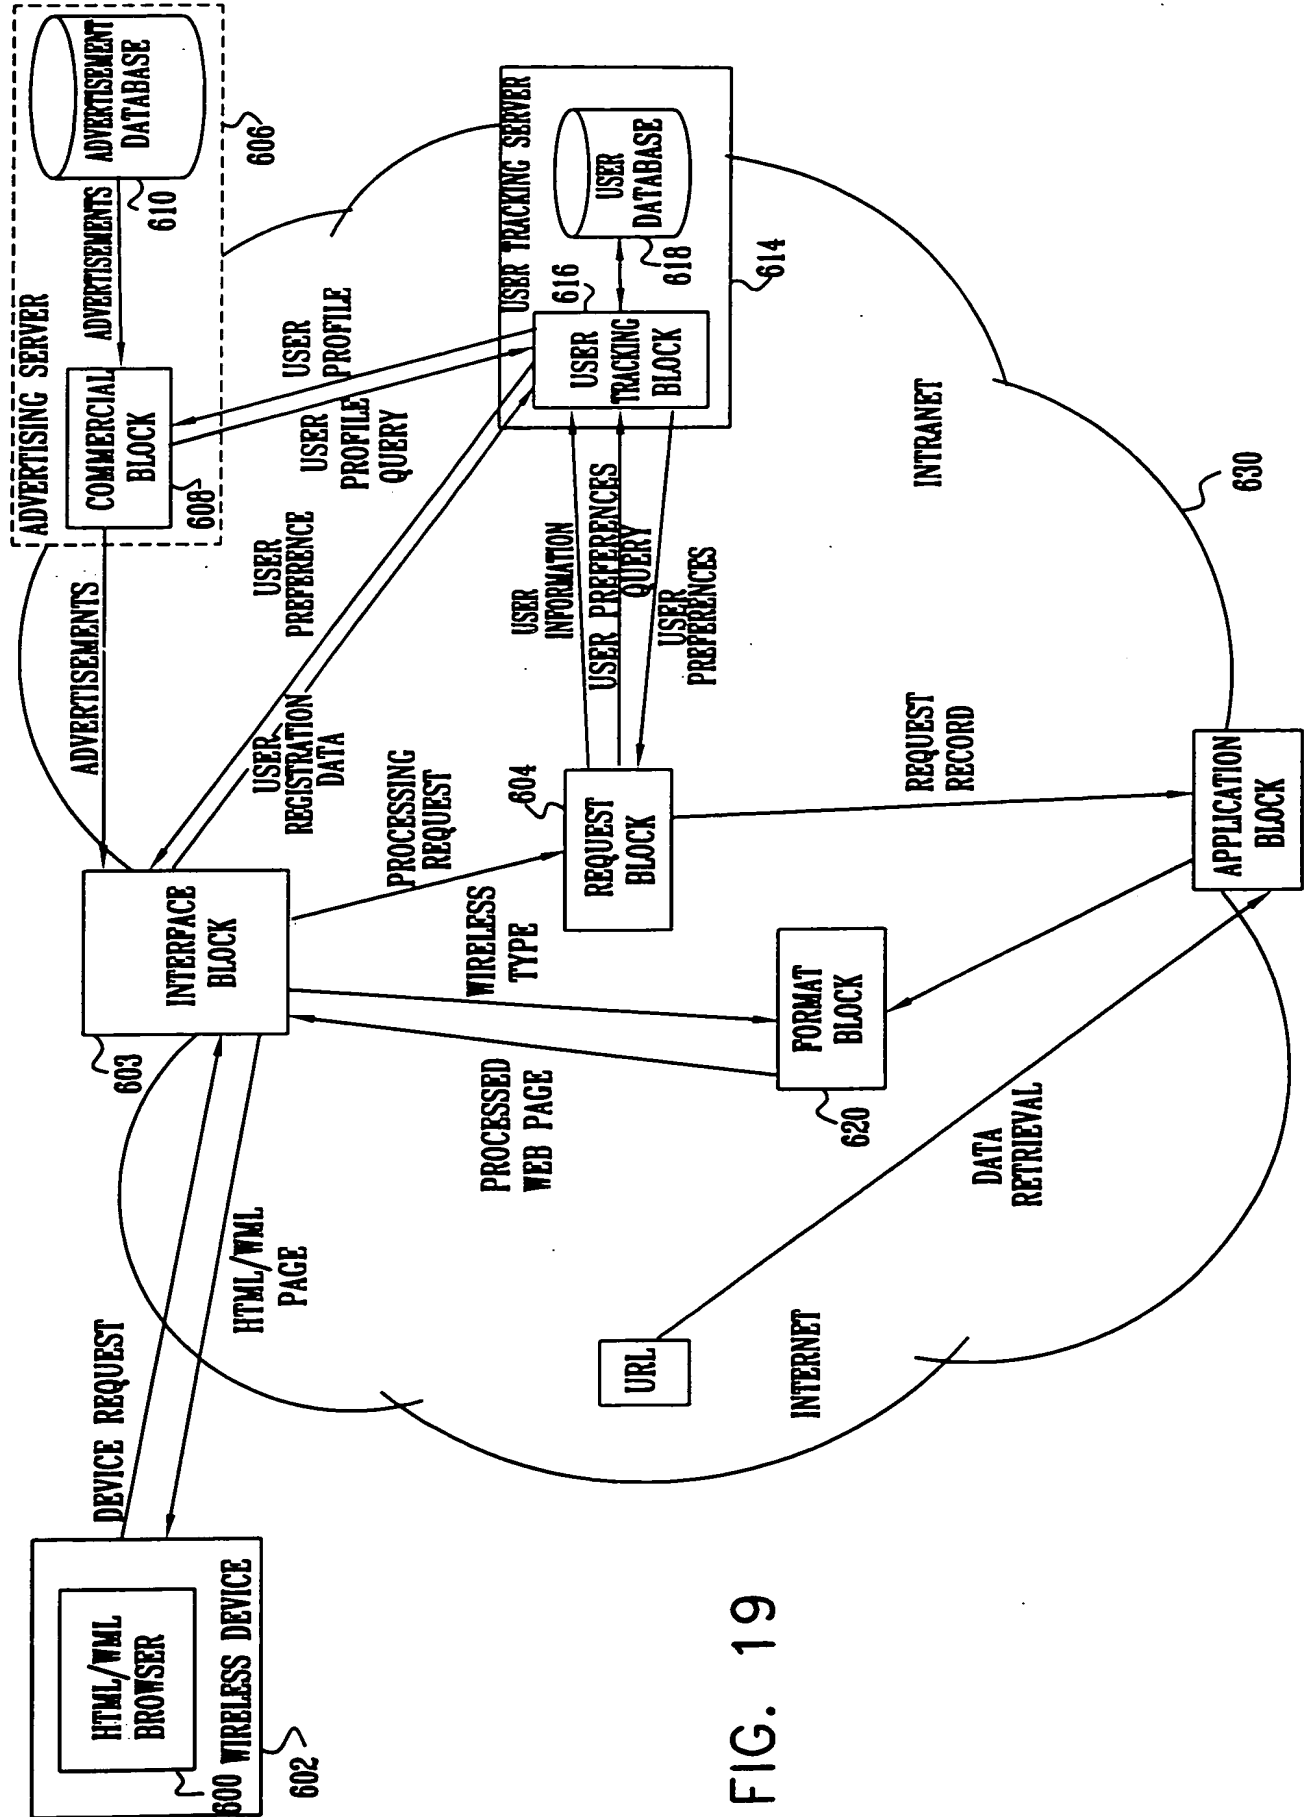 HTML/WML
BROWSER
600
WIRELESS DEVICE
602
DEVICE REQUEST
HTML/WML
PAGE
603
INTERFACE
BLOCK
ADVERTISEMENTS
ADVERTISING SERVER
COMMERCIAL
BLOCK
608
ADVERTISEMENTS
ADVERTISEMENT
DATABASE
610
606
USER
PREFERENCE
USER
REGISTRATION
DATA
USER
PROFILE
USER
PROFILE
QUERY
USER TRACKING SERVER
616
USER
TRACKING
BLOCK
USER
DATABASE
618
614
PROCESSING
REQUEST
604
REQUEST
BLOCK
USER
INFORMATION
USER PREFERENCES
QUERY
USER
PREFERENCES
WIRELESS
TYPE
PROCESSED
WEB PAGE
FORMAT
BLOCK
620
URL
INTERNET
DATA
RETRIEVAL
REQUEST
RECORD
APPLICATION
BLOCK
INTRANET
630
FIG. 19